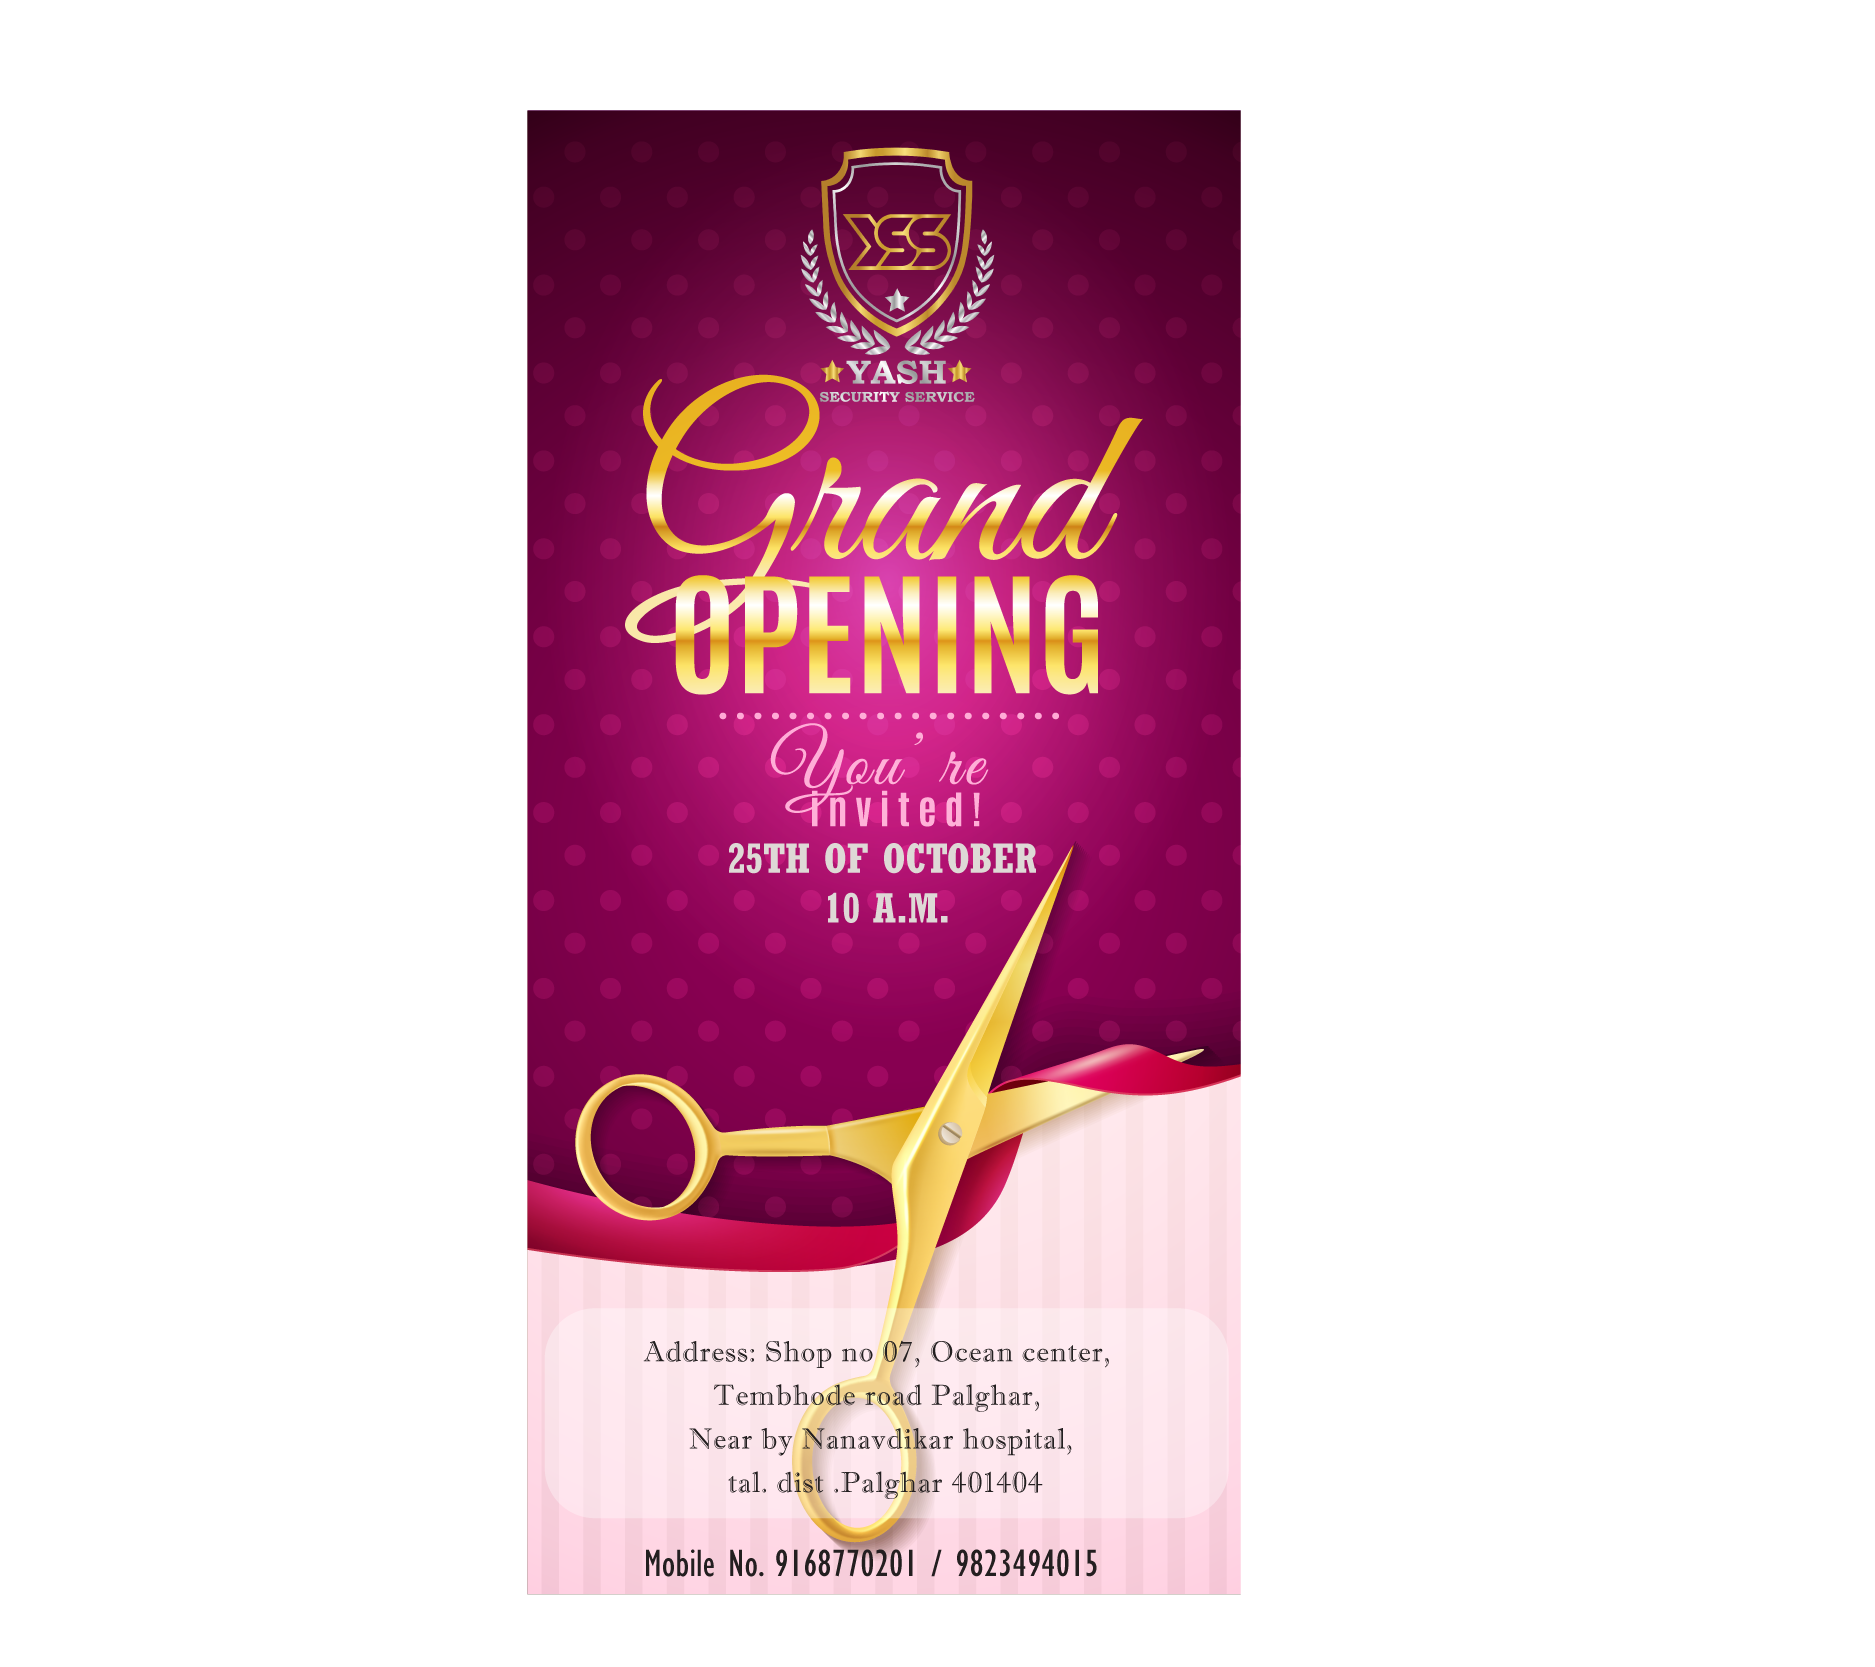 YSS
YASH
SECURITY SERVICE
Grand
OPENING
You're
invited!
25TH OF OCTOBER
10 A.M.
Address: Shop no 07, Ocean center,
Tembhode road Palghar,
Near by Nanavdikar hospital,
tal. dist .Palghar 401404
Mobile No. 9168770201 / 9823494015